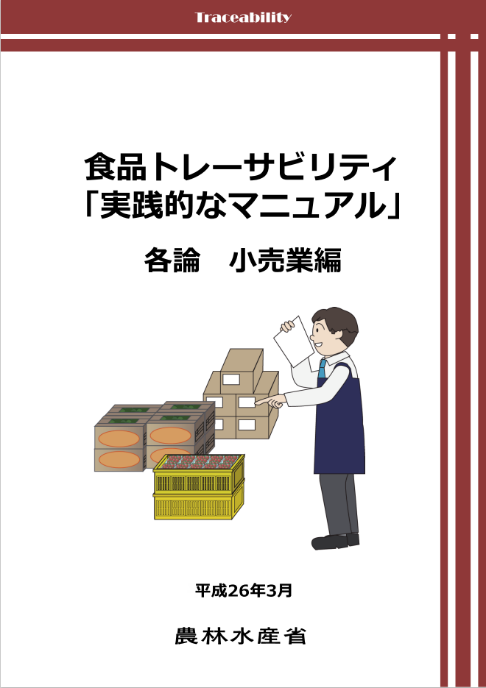 Traceability
食品トレーサビリティ
「実践的なマニュアル」
各論　小売業編
平成26年3月
農林水産省